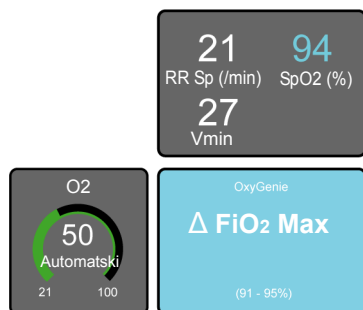 21 94
RR Sp (/min) SpO2 (%)
27
Vmin
O2
50
Automatski
21 100
OxyGenie
Δ FiO₂ Max
(91 - 95%)